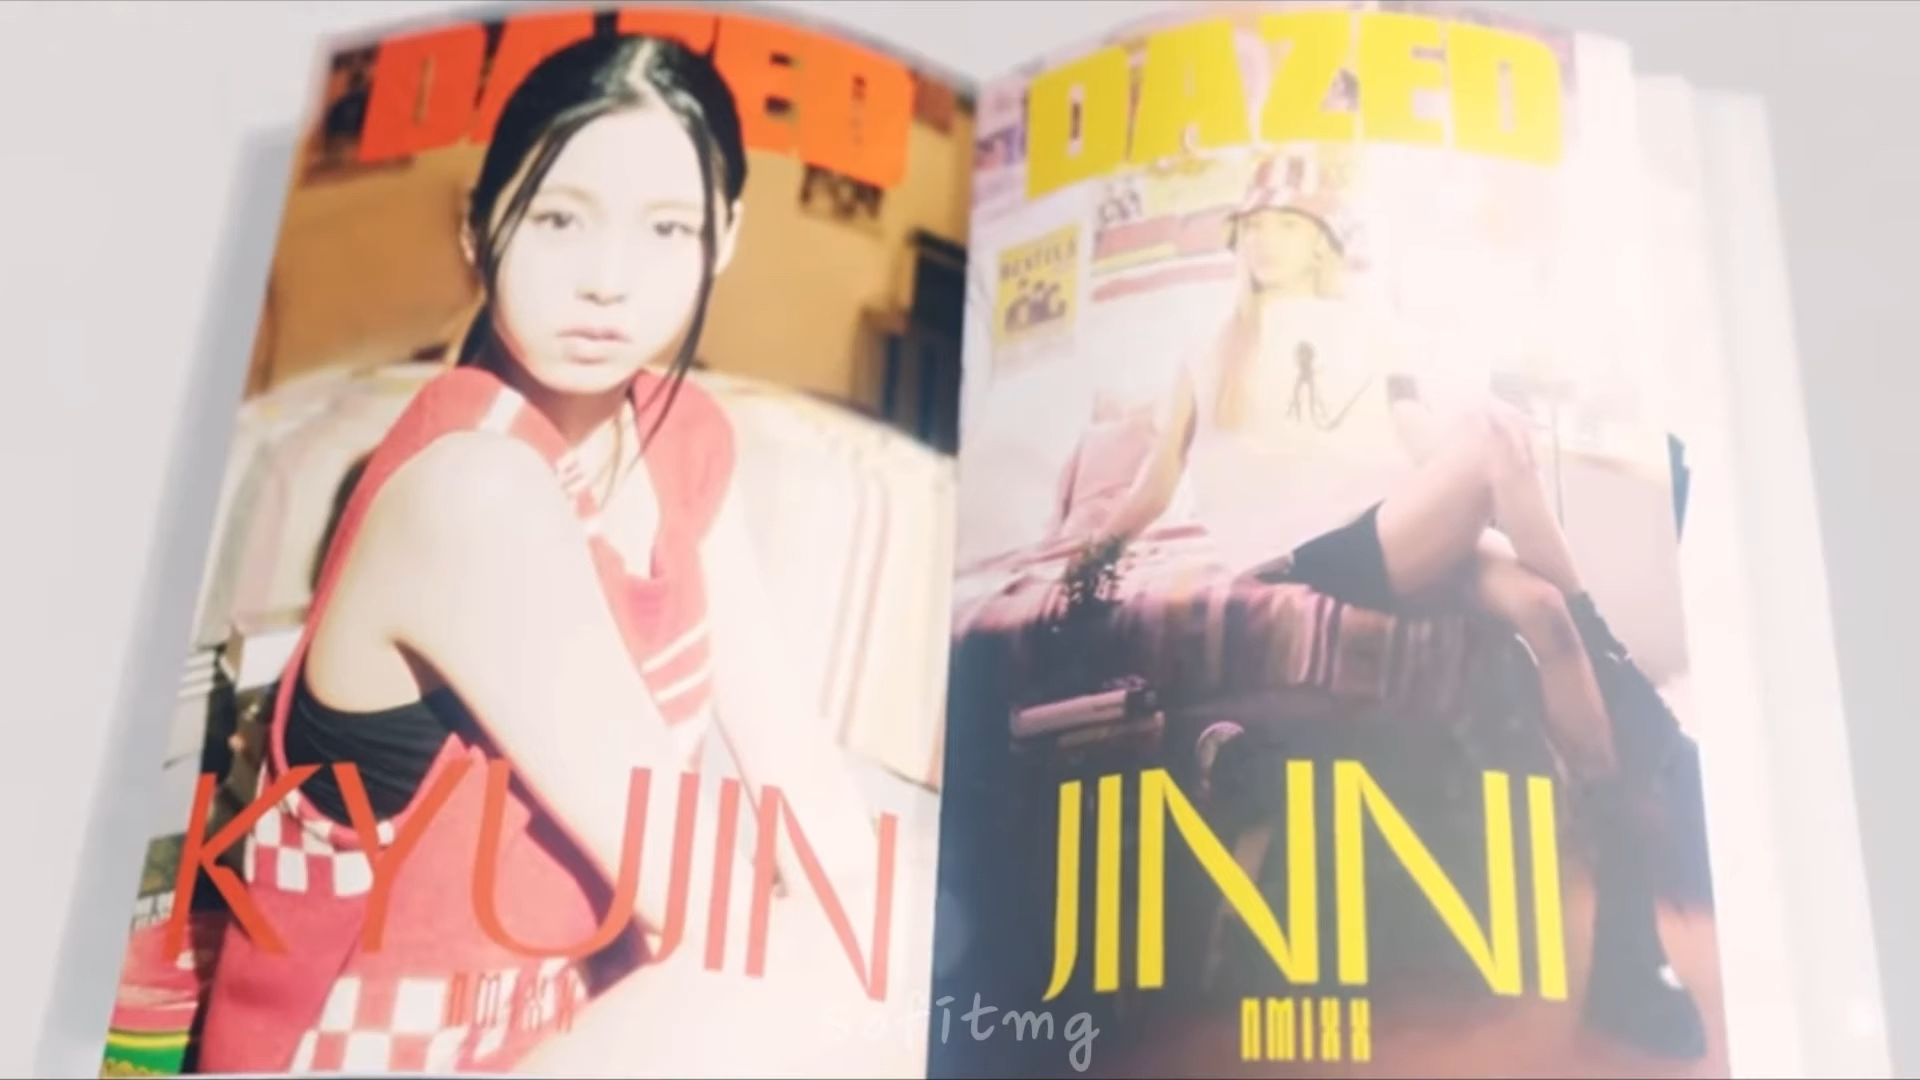 DAZED
KYUJIN
nmixx
DAZED
JINNI
nmixx
sofitmg